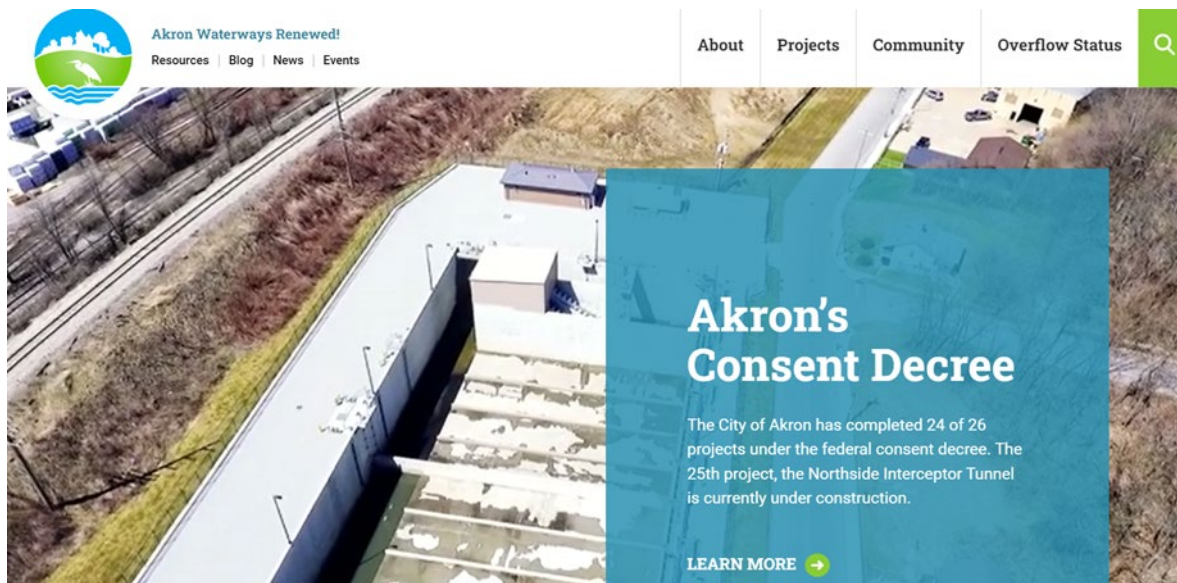 Akron Waterways Renewed!
Resources | Blog | News | Events
About
Projects
Community
Overflow Status
Akron's
Consent Decree
The City of Akron has completed 24 of 26
projects under the federal consent decree. The
25th project, the Northside Interceptor Tunnel
is currently under construction.
LEARN MORE